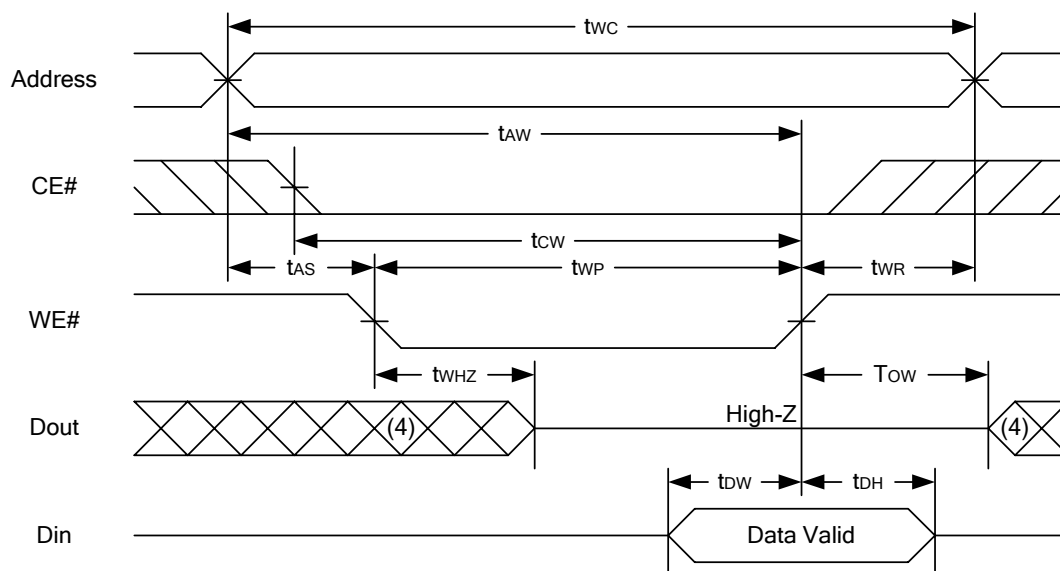 tWC
Address
tAW
CE#
tCW
tAS tWP tWR
WE#
tWHZ TOW
Dout (4) High-Z (4)
tDW tDH
Din Data Valid